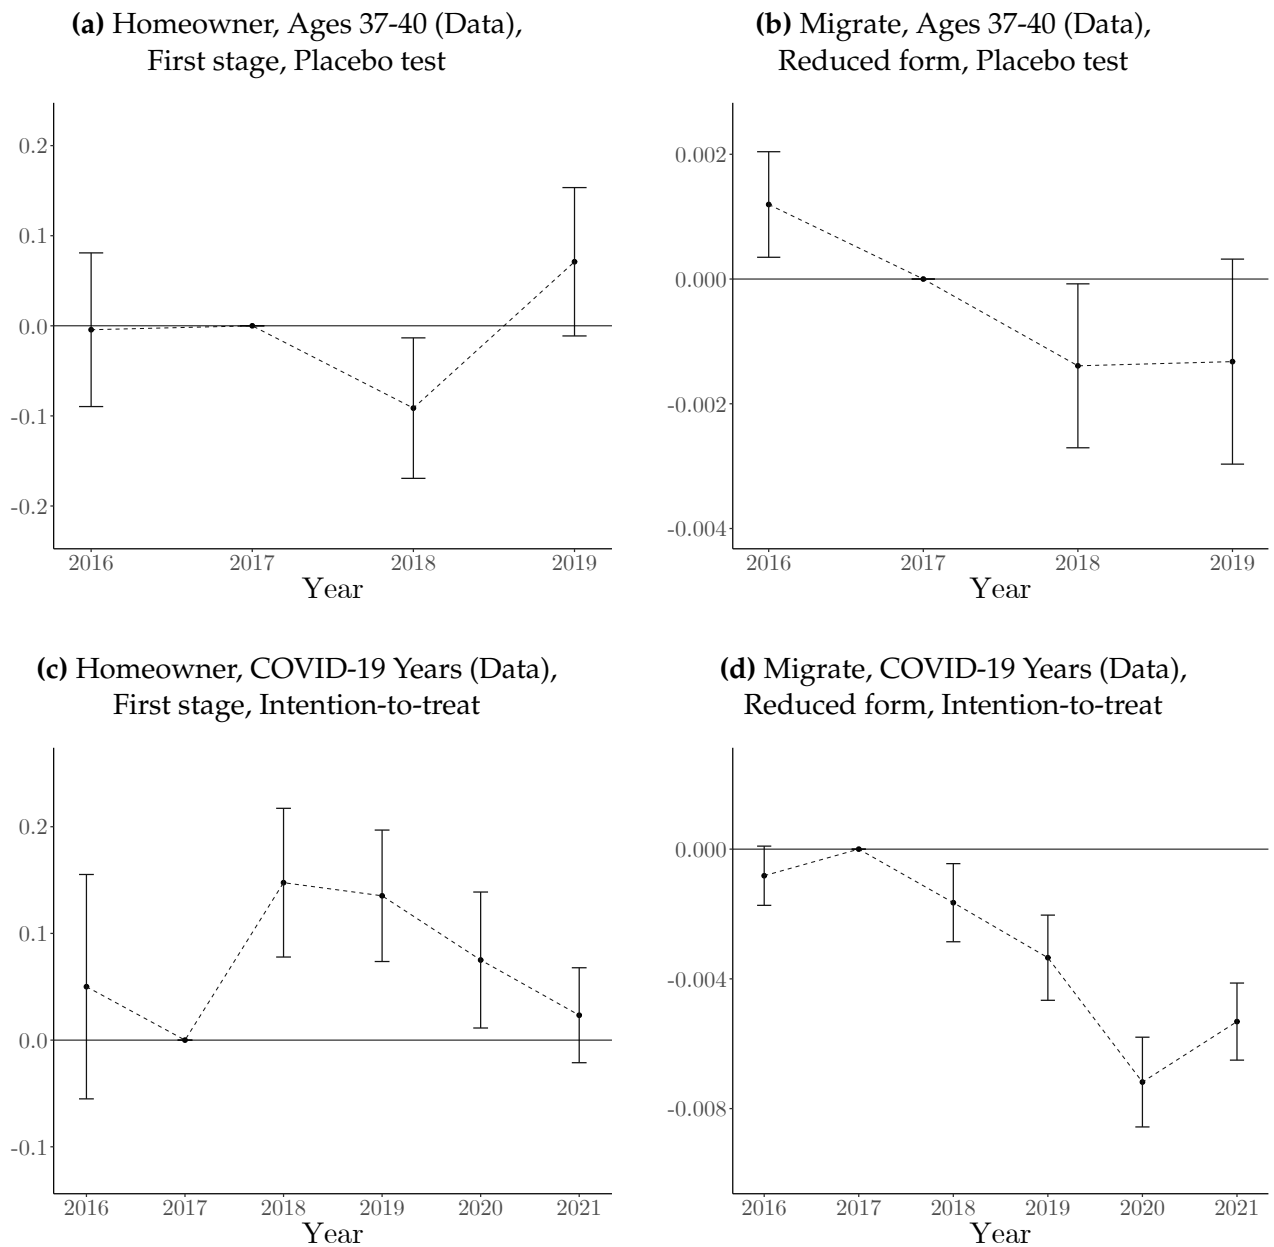 (a) Homeowner, Ages 37-40 (Data),
First stage, Placebo test
0.2
0.1
0.0
-0.1
-0.2
2016 2017 2018 2019
Year
(b) Migrate, Ages 37-40 (Data),
Reduced form, Placebo test
0.002
0.000
-0.002
-0.004
2016 2017 2018 2019
Year
(c) Homeowner, COVID-19 Years (Data),
First stage, Intention-to-treat
0.2
0.1
0.0
-0.1
2016 2017 2018 2019 2020 2021
Year
(d) Migrate, COVID-19 Years (Data),
Reduced form, Intention-to-treat
0.000
-0.004
-0.008
2016 2017 2018 2019 2020 2021
Year